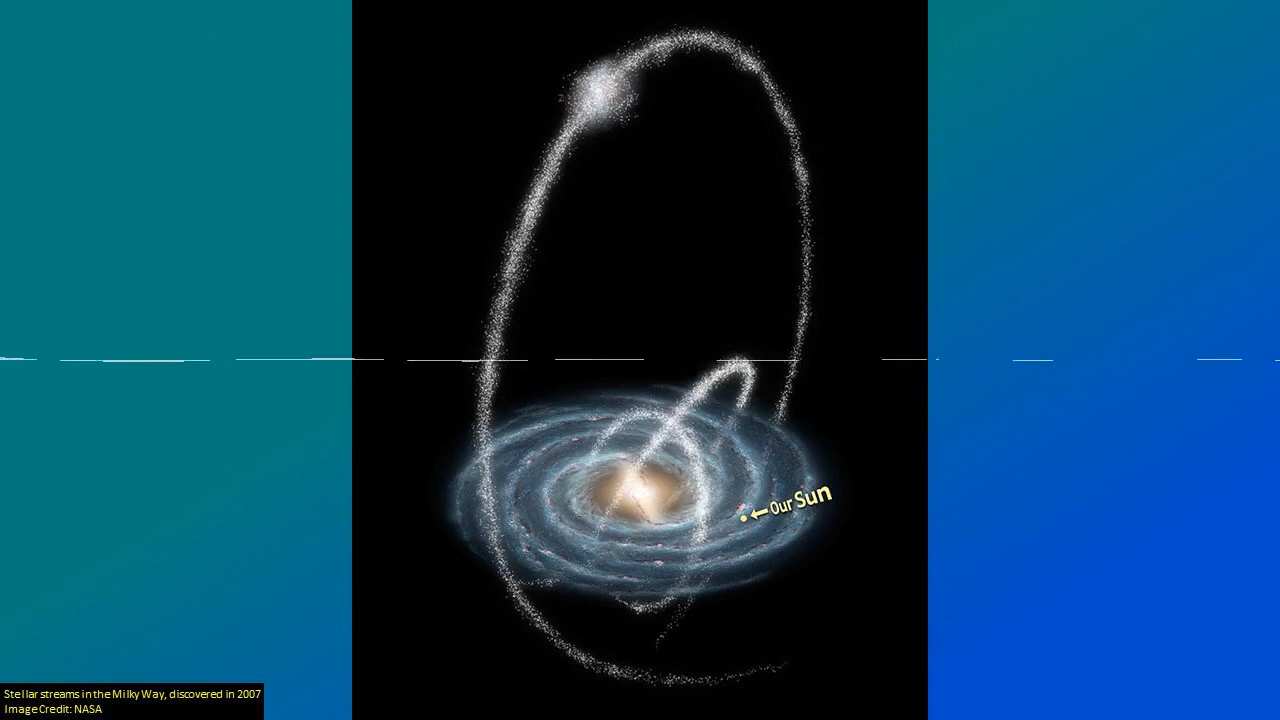 Our Sun
Stellar streams in the Milky Way, discovered in 2007
Image Credit: NASA